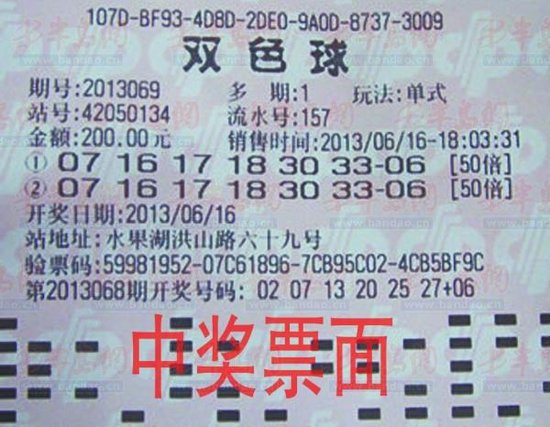 107D-BF93-4D8D-2DE0-9A0D-8737-3009
双色球
期号:2013069 多 期:1 玩法:单式
站号:42050134 流水号:157
金额:200.00元 销售时间:2013/06/16-18:03:31
① 07 16 17 18 30 33-06 [50倍]
② 07 16 17 18 30 33-06 [50倍]
开奖日期:2013/06/16
站地址:水果湖洪山路六十九号
验票码:59981952-07C61896-7CB95C02-4CB5BF9C
第2013068期开奖号码: 02 07 13 20 25 27+06
中奖票面